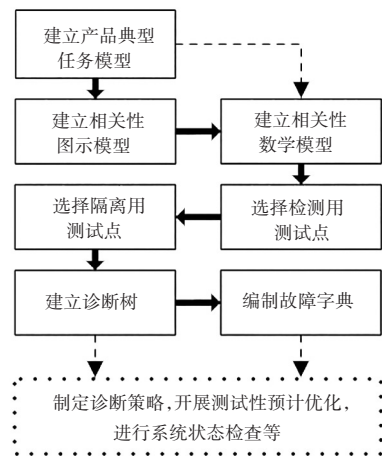 建立产品典型
任务模型
建立相关性
图示模型
建立相关性
数学模型
选择隔离用
测试点
选择检测用
测试点
建立诊断树
编制故障字典
制定诊断策略,开展测试性预计优化,
进行系统状态检查等